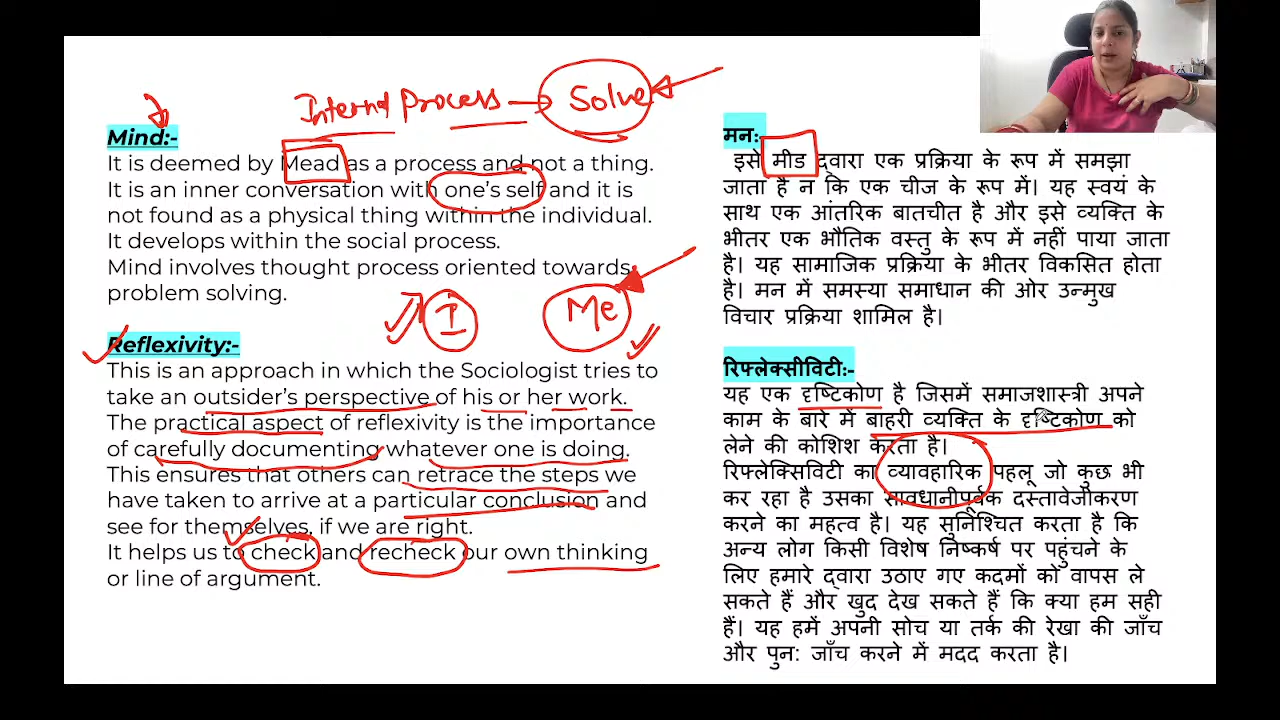 Internal Process → Solve
Mind:-
It is deemed by Mead as a process and not a thing.
It is an inner conversation with one's self and it is
not found as a physical thing within the individual.
It develops within the social process.
Mind involves thought process oriented towards
problem solving.
I Me
Reflexivity:-
This is an approach in which the Sociologist tries to
take an outsider's perspective of his or her work.
The practical aspect of reflexivity is the importance
of carefully documenting whatever one is doing.
This ensures that others can retrace the steps we
have taken to arrive at a particular conclusion and
see for themselves, if we are right.
It helps us to check and recheck our own thinking
or line of argument.
मन:
इसे मीड द्वारा एक प्रक्रिया के रूप में समझा
जाता है न कि एक चीज के रूप में। यह स्वयं के
साथ एक आंतरिक बातचीत है और इसे व्यक्ति के
भीतर एक भौतिक वस्तु के रूप में नहीं पाया जाता
है। यह सामाजिक प्रक्रिया के भीतर विकसित होता
है। मन में समस्या समाधान की ओर उन्मुख
विचार प्रक्रिया शामिल है।
रिफ्लेक्सीविटी:-
यह एक दृष्टिकोण है जिसमें समाजशास्त्री अपने
काम के बारे में बाहरी व्यक्ति के दृष्टिकोण को
लेने की कोशिश करता है।
रिफ्लेक्सिविटी का व्यावहारिक पहलू जो कुछ भी
कर रहा है उसका सावधानीपूर्वक दस्तावेजीकरण
करने का महत्व है। यह सुनिश्चित करता है कि
अन्य लोग किसी विशेष निष्कर्ष पर पहुंचने के
लिए हमारे द्वारा उठाए गए कदमों को वापस ले
सकते हैं और खुद देख सकते हैं कि क्या हम सही
हैं। यह हमें अपनी सोच या तर्क की रेखा की जाँच
और पुन: जाँच करने में मदद करता है।